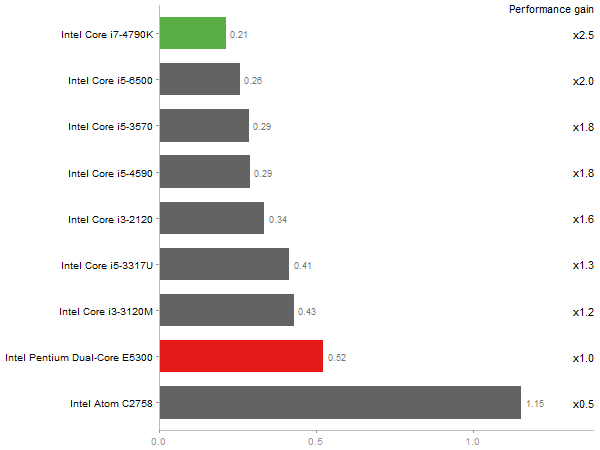 Performance gain
Intel Core i7-4790K 0.21 x2.5
Intel Core i5-6500 0.26 x2.0
Intel Core i5-3570 0.29 x1.8
Intel Core i5-4590 0.29 x1.8
Intel Core i3-2120 0.34 x1.6
Intel Core i5-3317U 0.41 x1.3
Intel Core i3-3120M 0.43 x1.2
Intel Pentium Dual-Core E5300 0.52 x1.0
Intel Atom C2758 1.15 x0.5
0.0 0.5 1.0